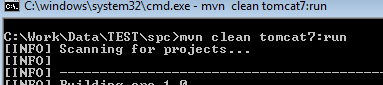 C:\windows\system32\cmd.exe - mvn clean tomcat7:run
C:\Work\Data\TEST\spc>mvn clean tomcat7:run
[INFO] Scanning for projects...
[INFO]
[INFO] ------------------------------------------------
[INFO] Building spc 1.0